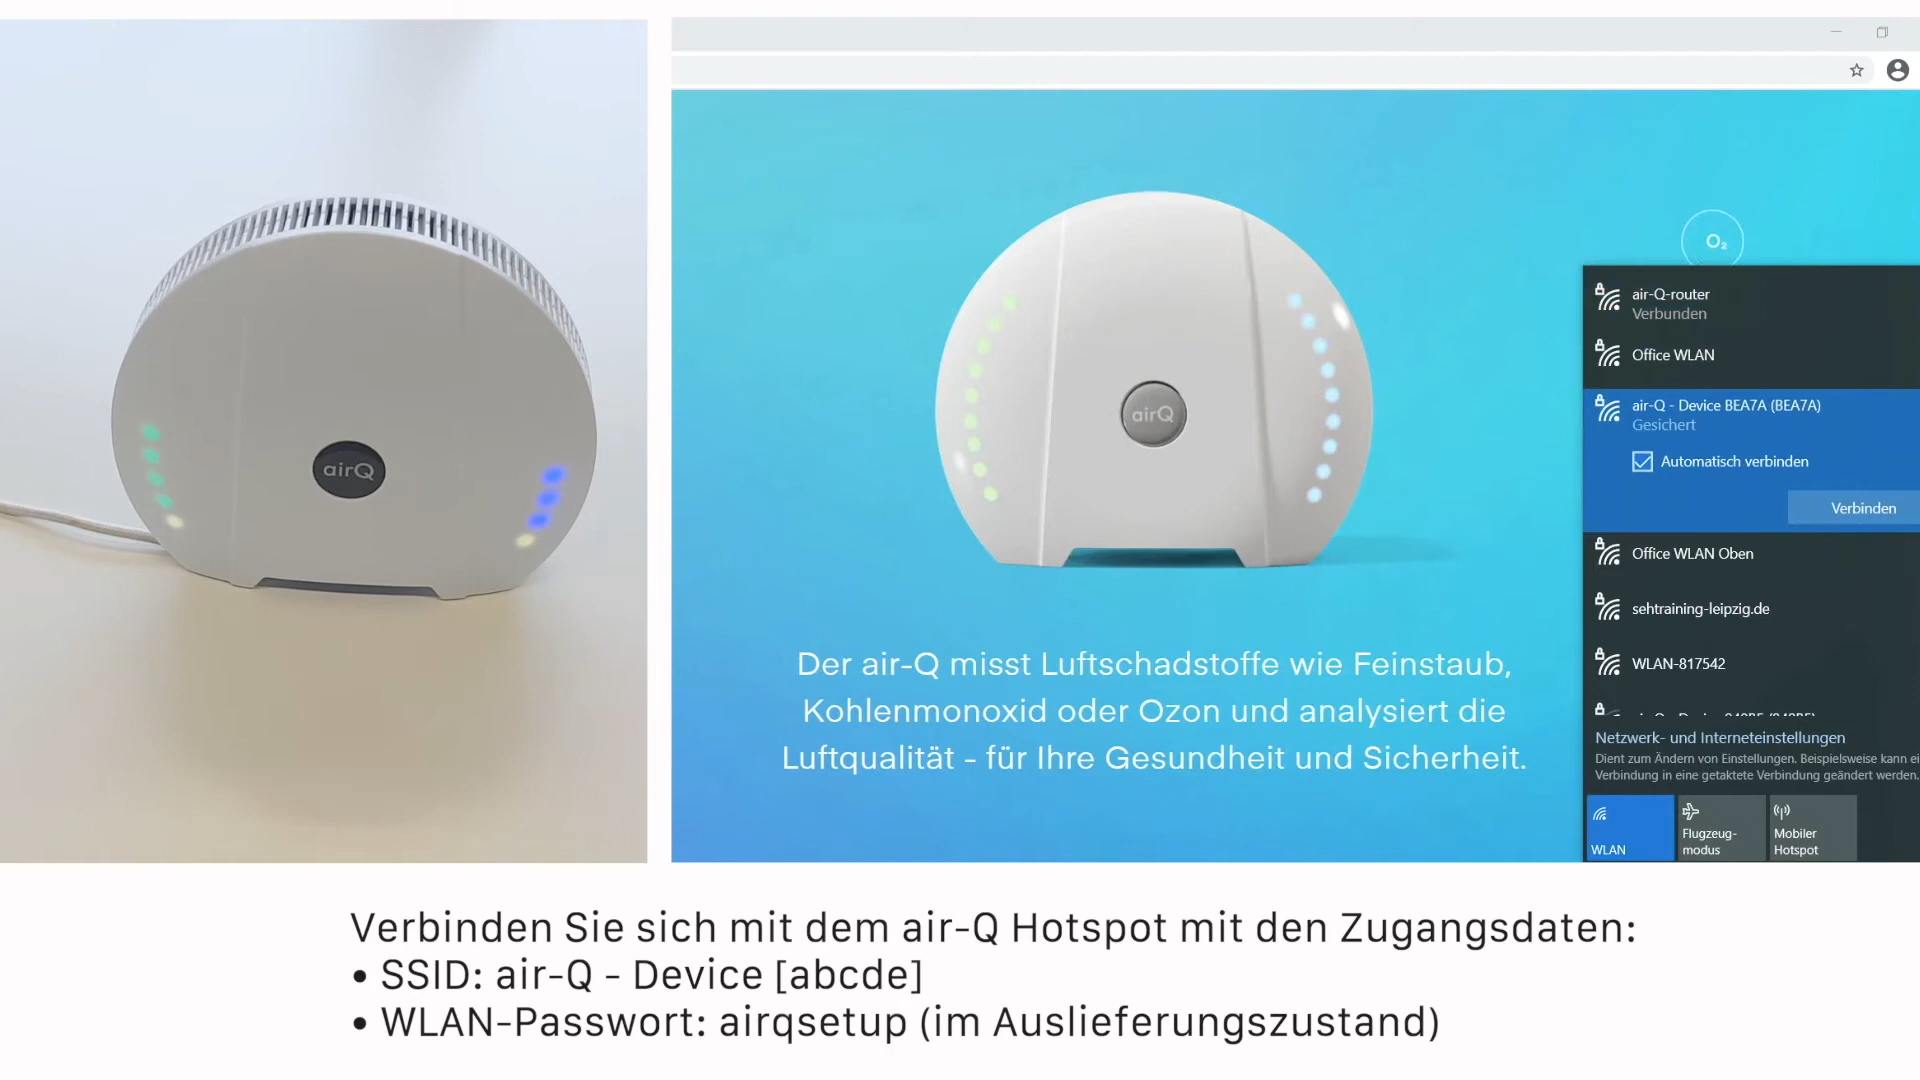 airQ
airQ
O₂
Der air-Q misst Luftschadstoffe wie Feinstaub,
Kohlenmonoxid oder Ozon und analysiert die
Luftqualität - für Ihre Gesundheit und Sicherheit.
air-Q-router
Verbunden
Office WLAN
air-Q - Device BEA7A (BEA7A)
Gesichert
Automatisch verbinden
Verbinden
Office WLAN Oben
sehtraining-leipzig.de
WLAN-817542
Netzwerk- und Interneteinstellungen
Dient zum Ändern von Einstellungen. Beispielsweise kann
Verbindung in eine getaktete Verbindung geändert werden.
WLAN
Flugzeug-
modus
Mobiler
Hotspot
Verbinden Sie sich mit dem air-Q Hotspot mit den Zugangsdaten:
• SSID: air-Q - Device [abcde]
• WLAN-Passwort: airqsetup (im Auslieferungszustand)